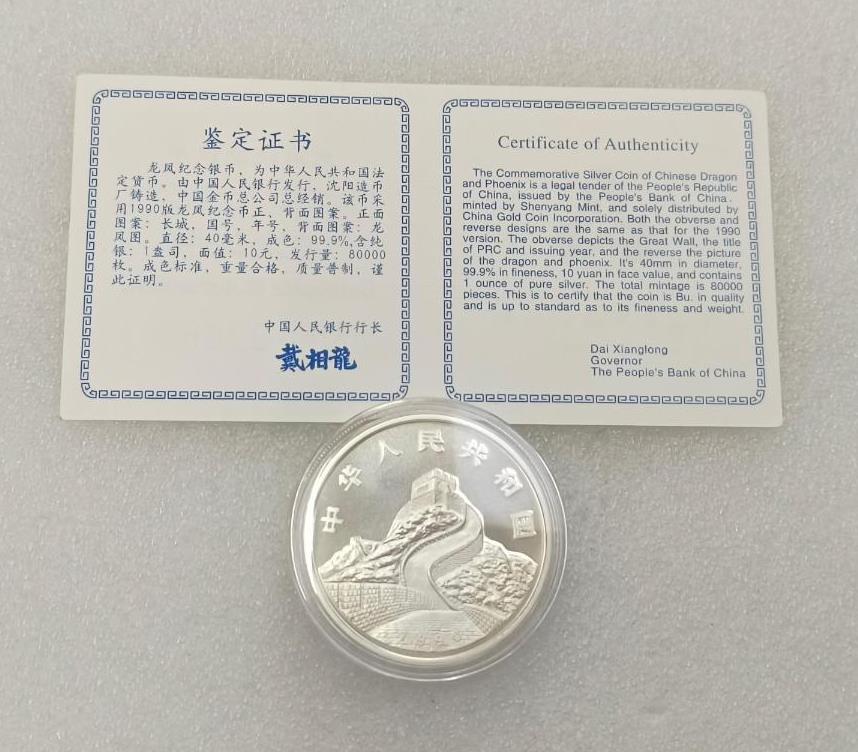 鉴定证书
龙凤纪念银币，为中华人民共和国法
定货币。由中国人民银行发行，沈阳造币
厂铸造，中国金币总公司总经销。该币采
用1990版龙凤纪念币正、背面图案。正面
图案：长城，国号，年号，背面图案：龙
凤图。直径：40毫米，成色：99.9%,含纯
银：1盎司，面值：10元，发行量：80000
枚。成色标准，重量合格，质量普制，谨
此证明。
中国人民银行行长
戴相龍
Certificate of Authenticity
The Commemorative Silver Coin of Chinese Dragon
and Phoenix is a legal tender of the People's Republic
of China, issued by the People's Bank of China.
minted by Shenyang Mint, and solely distributed by
China Gold Coin Incorporation. Both the obverse and
reverse designs are the same as that for the 1990
version. The obverse depicts the Great Wall, the title
of PRC and issuing year, and the reverse the picture
of the dragon and phoenix. It's 40mm in diameter,
99.9% in fineness, 10 yuan in face value, and contains
1 ounce of pure silver. The total mintage is 80000
pieces. This is to certify that the coin is Bu. in quality
and is up to standard as to its fineness and weight.
Dai Xianglong
Governor
The People's Bank of China
中华人民共和国